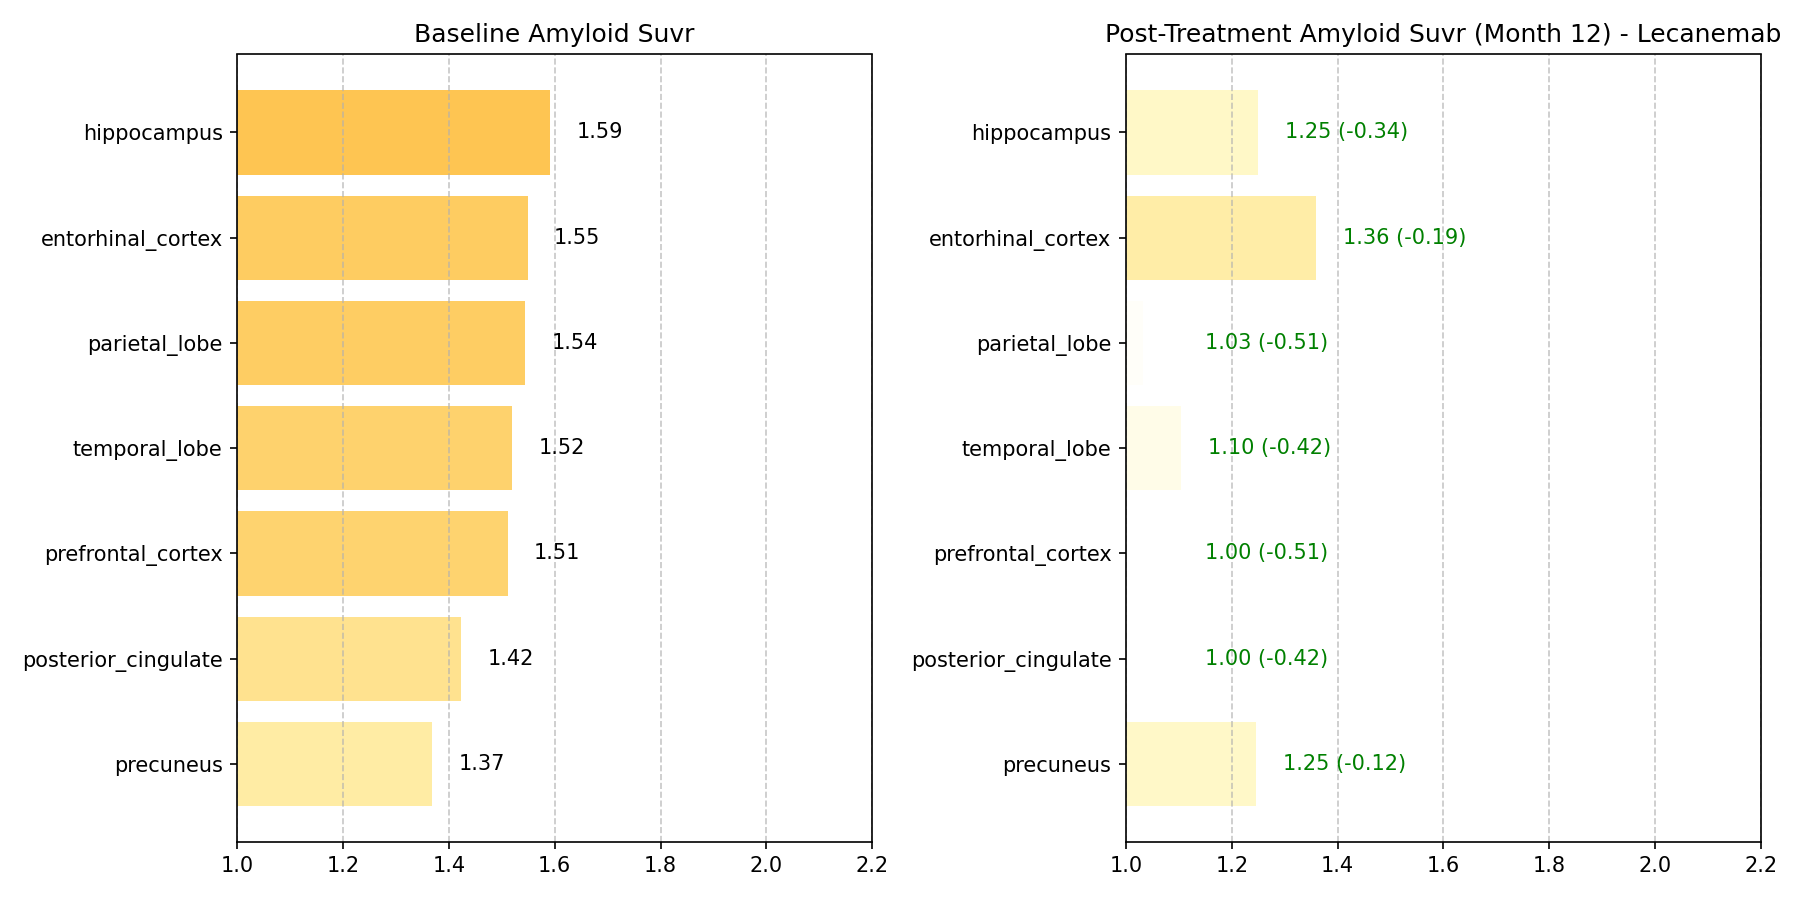 Baseline Amyloid Suvr
hippocampus 1.59
entorhinal_cortex 1.55
parietal_lobe 1.54
temporal_lobe 1.52
prefrontal_cortex 1.51
posterior_cingulate 1.42
precuneus 1.37
1.0 1.2 1.4 1.6 1.8 2.0 2.2
Post-Treatment Amyloid Suvr (Month 12) - Lecanemab
hippocampus 1.25 (-0.34)
entorhinal_cortex 1.36 (-0.19)
parietal_lobe 1.03 (-0.51)
temporal_lobe 1.10 (-0.42)
prefrontal_cortex 1.00 (-0.51)
posterior_cingulate 1.00 (-0.42)
precuneus 1.25 (-0.12)
1.0 1.2 1.4 1.6 1.8 2.0 2.2